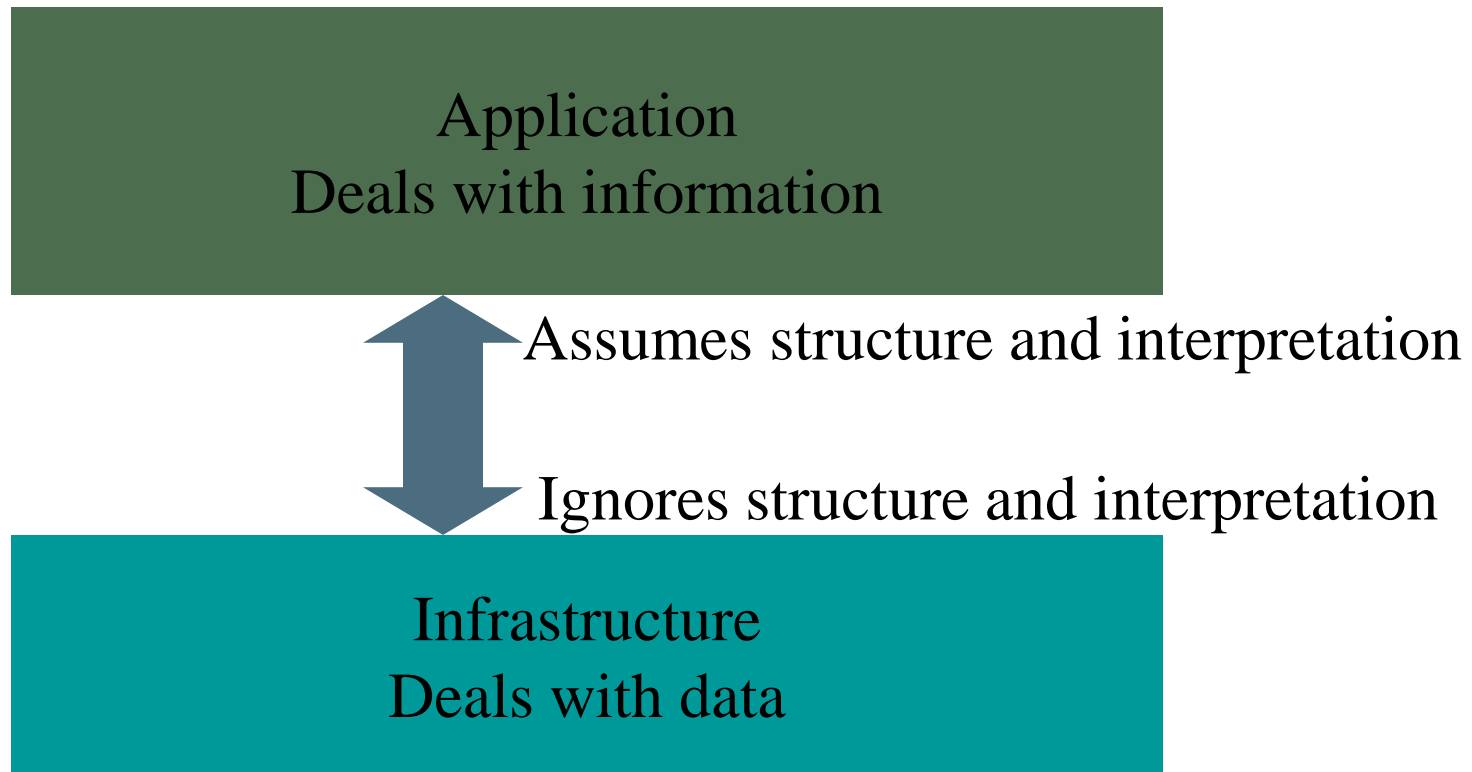 Application
Deals with information
Assumes structure and interpretation
Ignores structure and interpretation
Infrastructure
Deals with data